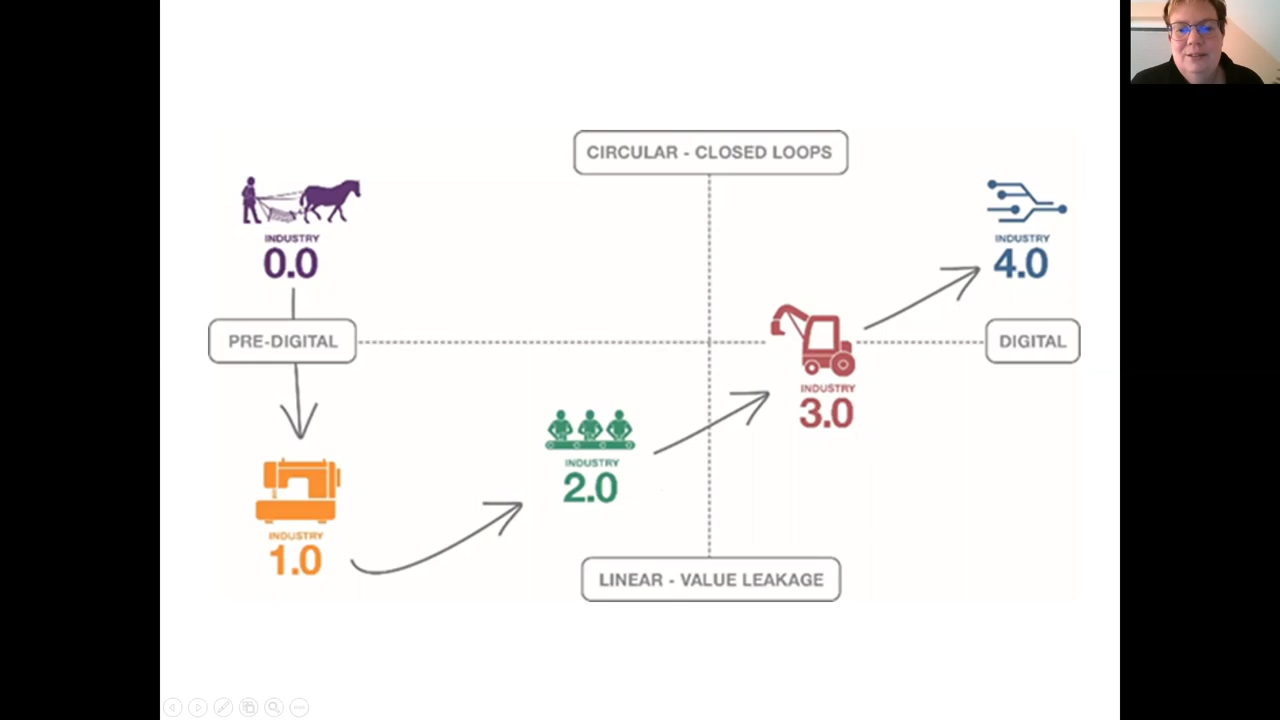 CIRCULAR - CLOSED LOOPS
INDUSTRY
0.0
INDUSTRY
4.0
PRE-DIGITAL
DIGITAL
INDUSTRY
3.0
INDUSTRY
2.0
INDUSTRY
1.0
LINEAR - VALUE LEAKAGE